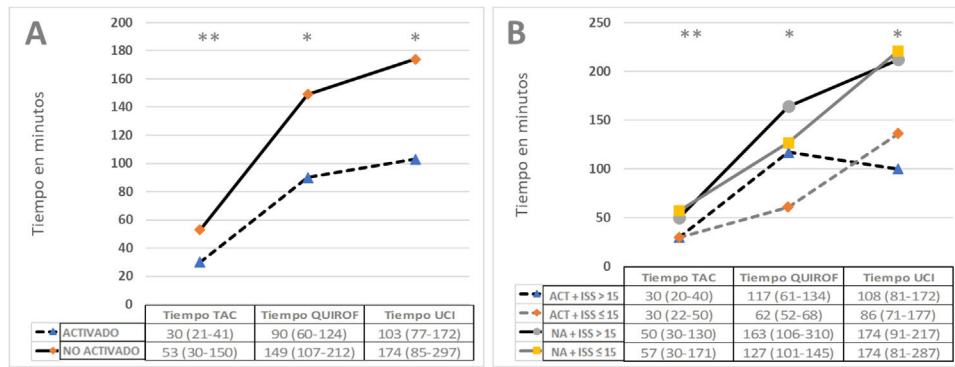 A
**
*
*
Tiempo en minutos
200
180
160
140
120
100
80
60
40
20
0
Tiempo TAC Tiempo QUIROF Tiempo UCI
ACTIVADO 30 (21-41) 90 (60-124) 103 (77-172)
NO ACTIVADO 53 (30-150) 149 (107-212) 174 (85-297)
B
**
*
*
Tiempo en minutos
250
200
150
100
50
0
Tiempo TAC Tiempo QUIROF Tiempo UCI
ACT + ISS > 15 30 (20-40) 117 (61-134) 108 (81-172)
ACT + ISS ≤ 15 30 (22-50) 62 (52-68) 86 (71-177)
NA + ISS > 15 50 (30-130) 163 (106-310) 174 (91-217)
NA + ISS ≤ 15 57 (30-171) 127 (101-145) 174 (81-287)